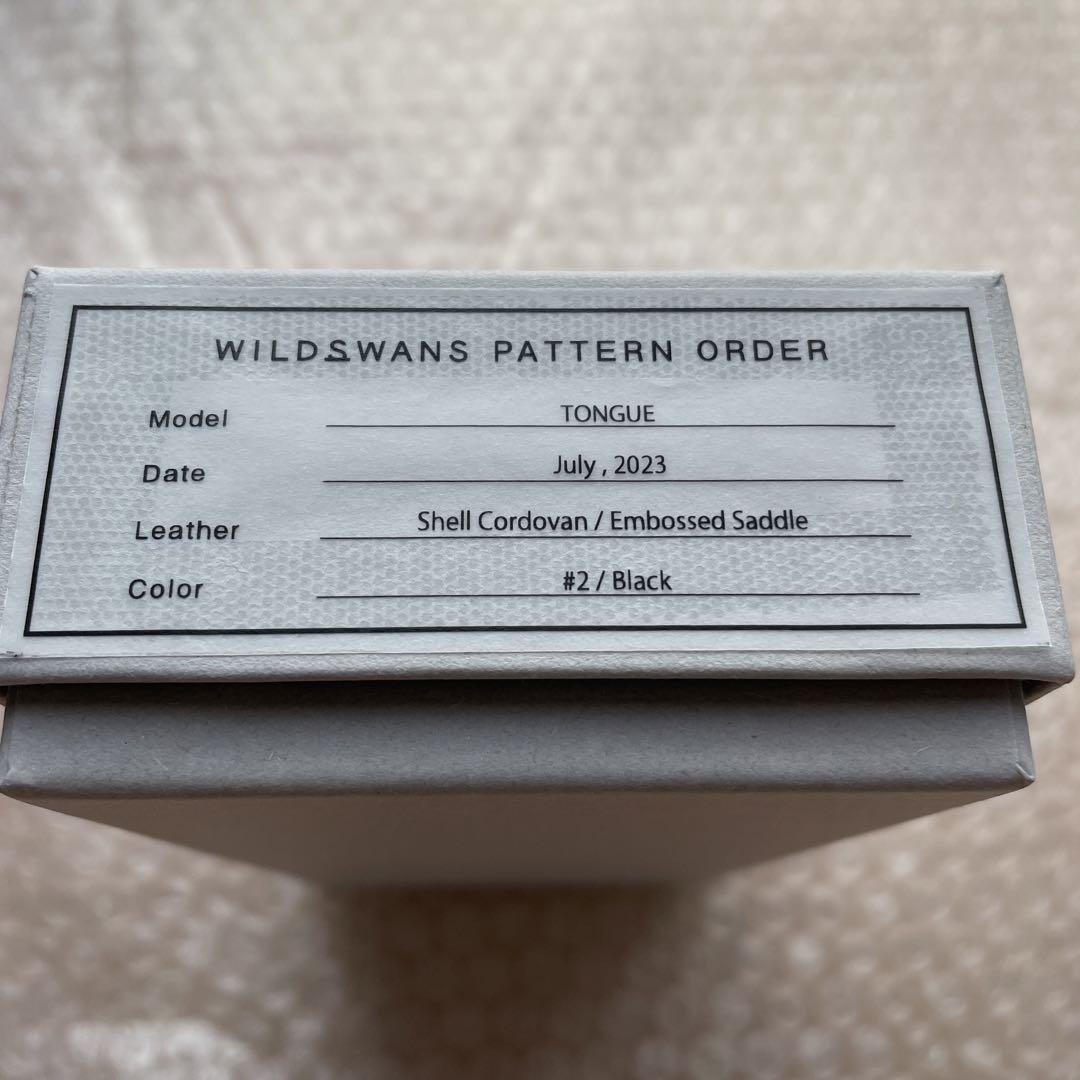 WILDSWANS PATTERN ORDER
Model TONGUE
Date July , 2023
Leather Shell Cordovan / Embossed Saddle
Color #2 / Black